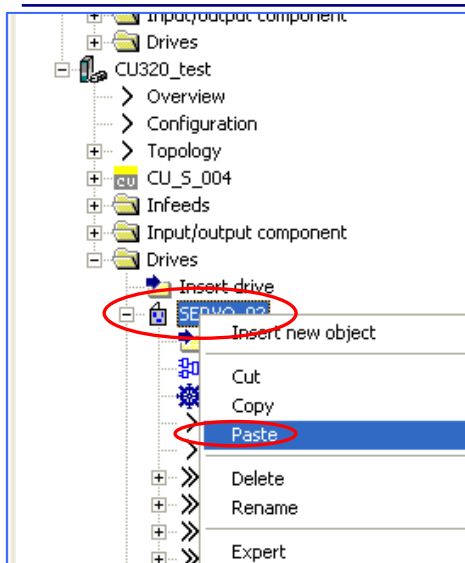 Input/output component
Drives
CU320_test
Overview
Configuration
Topology
CU_S_004
Infeeds
Input/output component
Drives
Insert drive
Insert new object
Cut
Copy
Paste
Delete
Rename
Expert